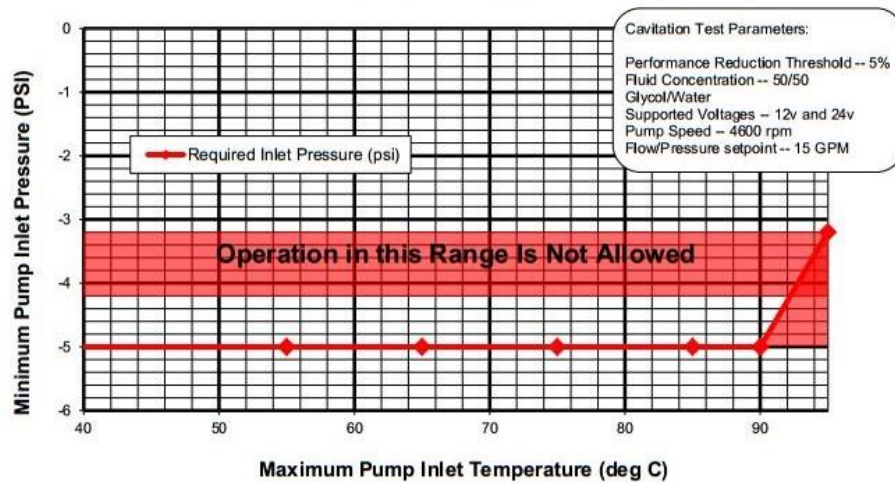 Cavitation Test Parameters:
Performance Reduction Threshold -- 5%
Fluid Concentration -- 50/50
Glycol/Water
Supported Voltages -- 12v and 24v
Pump Speed -- 4600 rpm
Flow/Pressure setpoint -- 15 GPM
Required Inlet Pressure (psi)
Operation in this Range Is Not Allowed
Minimum Pump Inlet Pressure (PSI)
0
-1
-2
-3
-4
-5
-6
40
50
60
70
80
90
Maximum Pump Inlet Temperature (deg C)